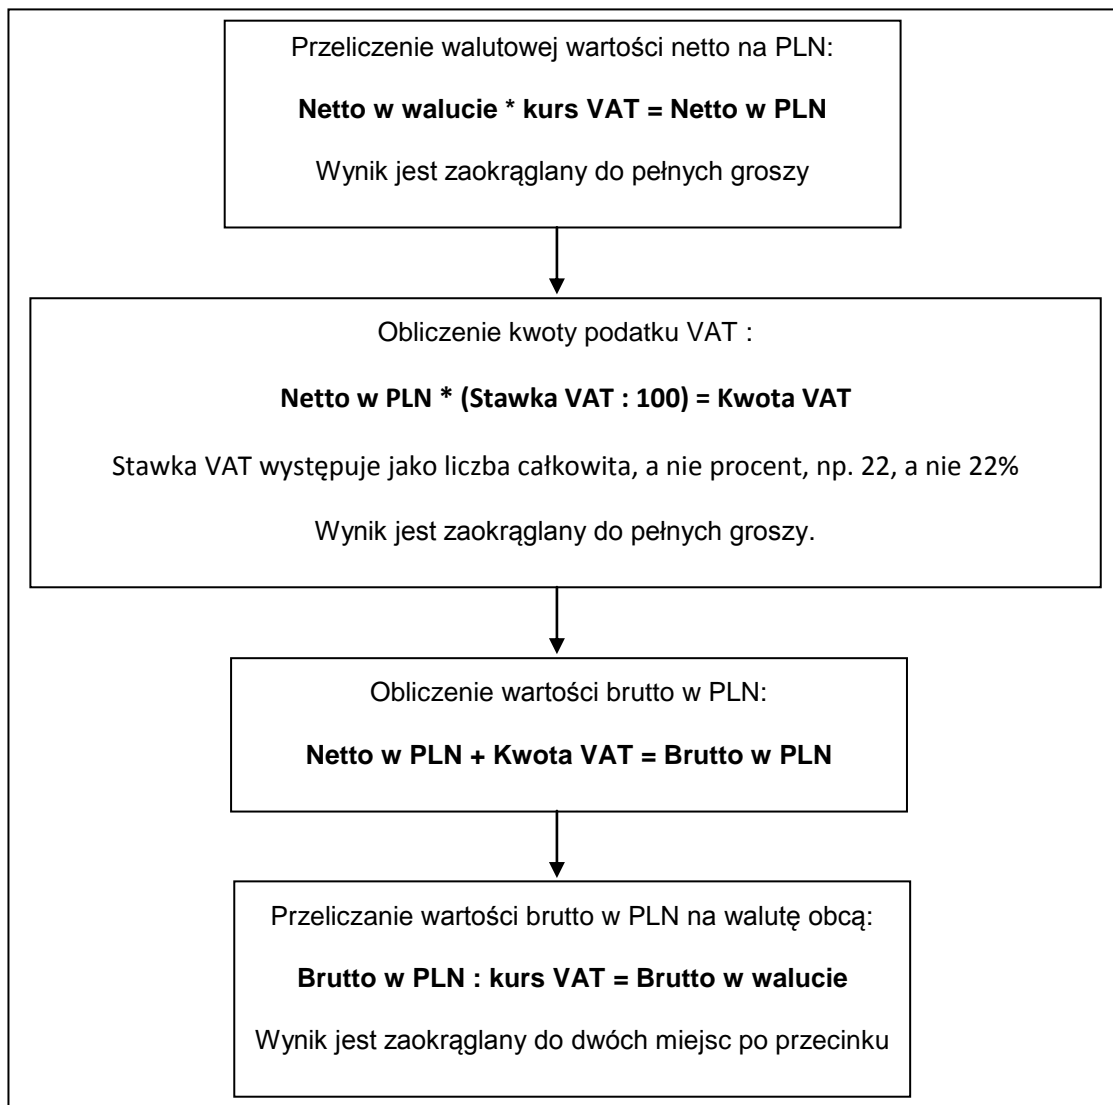 Przeliczenie walutowej wartości netto na PLN:
Netto w walucie * kurs VAT = Netto w PLN
Wynik jest zaokrąglany do pełnych groszy
Obliczenie kwoty podatku VAT :
Netto w PLN * (Stawka VAT : 100) = Kwota VAT
Stawka VAT występuje jako liczba całkowita, a nie procent, np. 22, a nie 22%
Wynik jest zaokrąglany do pełnych groszy.
Obliczenie wartości brutto w PLN:
Netto w PLN + Kwota VAT = Brutto w PLN
Przeliczanie wartości brutto w PLN na walutę obcą:
Brutto w PLN : kurs VAT = Brutto w walucie
Wynik jest zaokrąglany do dwóch miejsc po przecinku